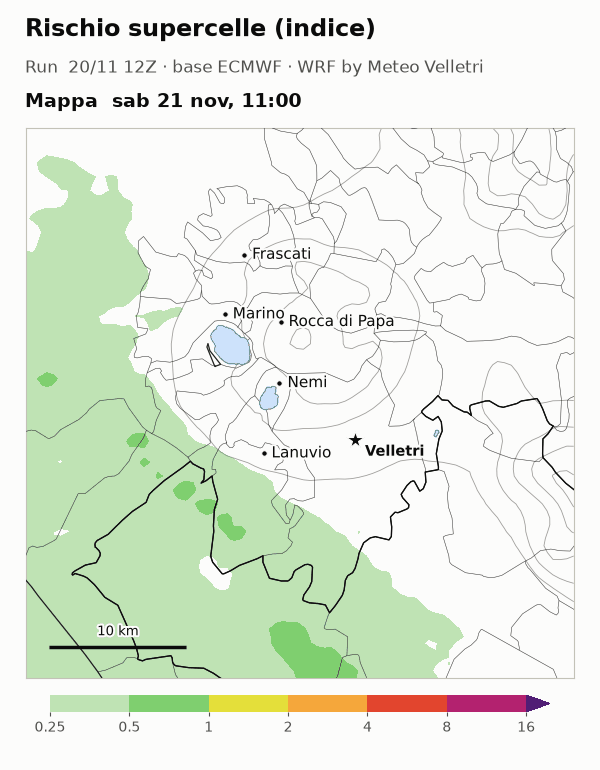 Rischio supercelle (indice)
Run 20/11 12Z · base ECMWF · WRF by Meteo Velletri
Mappa sab 21 nov, 11:00
Frascati
Marino
Rocca di Papa
Nemi
Velletri
Lanuvio
10 km
0.25 0.5 1 2 4 8 16